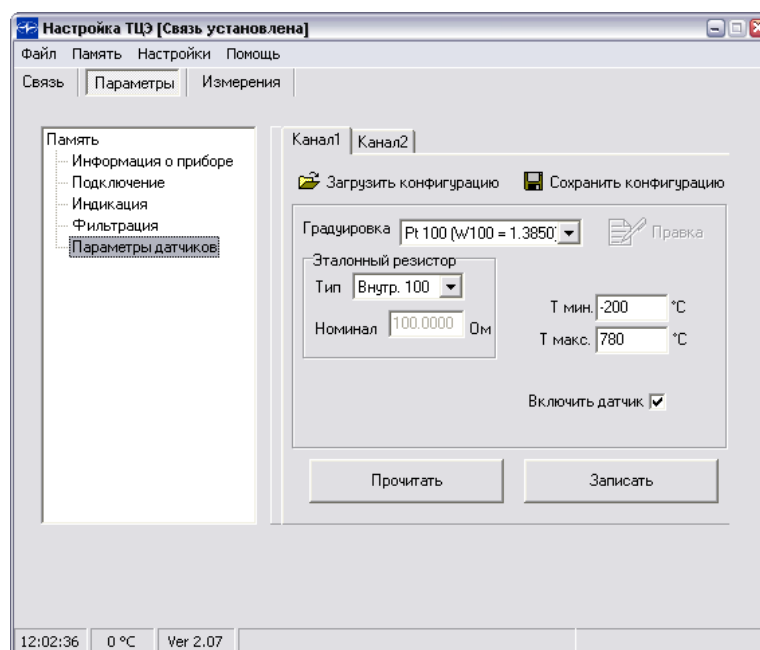 Настройка ТЦЭ [Связь установлена]
Файл Память Настройки Помощь
Связь Параметры Измерения
Память
Информация о приборе
Подключение
Индикация
Фильтрация
Параметры датчиков
Канал1 Канал2
Загрузить конфигурацию Сохранить конфигурацию
Градуировка Pt 100 (W100 = 1.3850) Правка
Эталонный резистор
Тип Внутр. 100
Номинал 100.0000 Ом
Т мин. -200 °C
Т макс. 780 °C
Включить датчик
Прочитать Записать
12:02:36 0 °C Ver 2.07